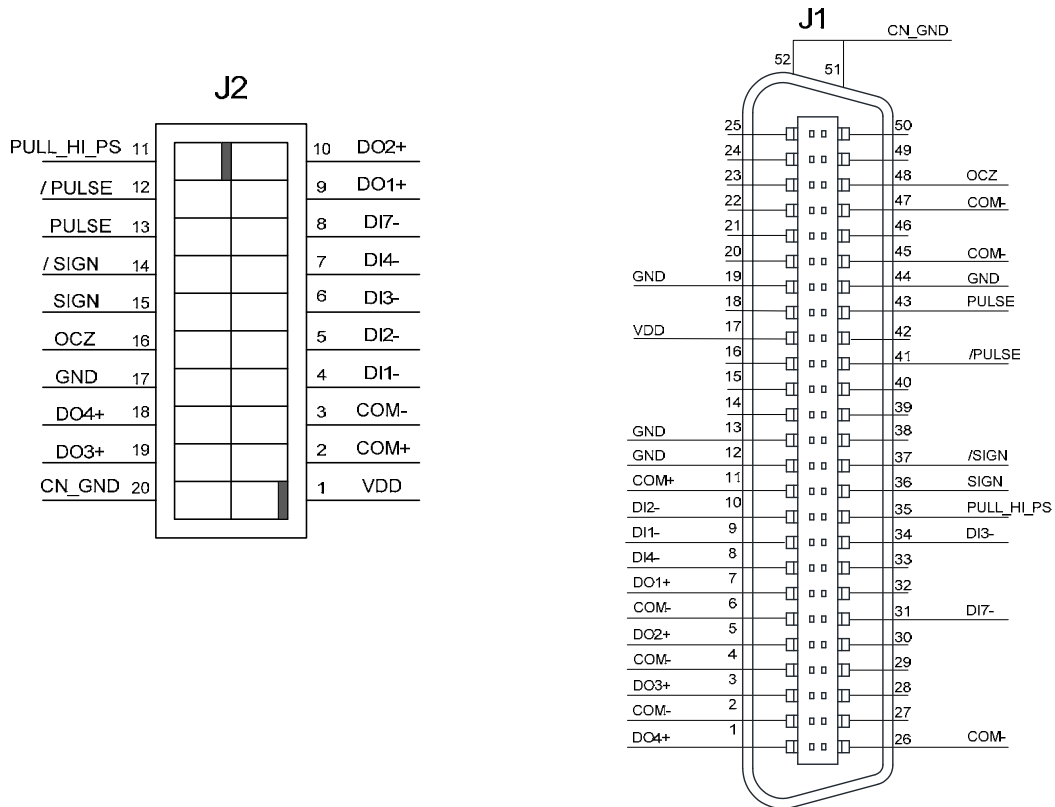 J2
PULL_HI_PS 11 10 DO2+
/ PULSE 12 9 DO1+
PULSE 13 8 DI7-
/ SIGN 14 7 DI4-
SIGN 15 6 DI3-
OCZ 16 5 DI2-
GND 17 4 DI1-
DO4+ 18 3 COM-
DO3+ 19 2 COM+
CN_GND 20 1 VDD
J1
CN_GND
52 51
25 50
24 49
23 48 OCZ
22 47 COM-
21 46
20 45 COM-
GND 19 44 GND
18 43 PULSE
VDD 17 42
16 41 /PULSE
15 40
14 39
GND 13 38
GND 12 37 /SIGN
COM+ 11 36 SIGN
DI2- 10 35 PULL_HI_PS
DI1- 9 34 DI3-
DI4- 8 33
DO1+ 7 32
COM- 6 31 DI7-
DO2+ 5 30
COM- 4 29
DO3+ 3 28
COM- 2 27
DO4+ 1 26 COM-